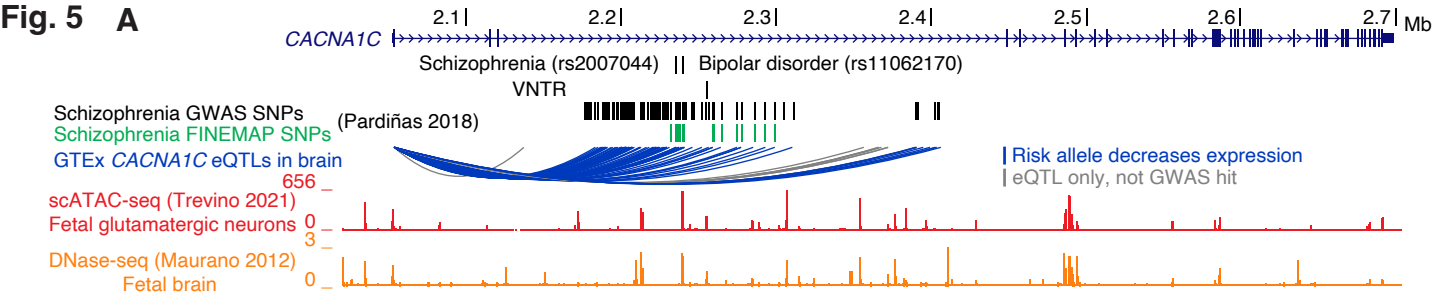 Fig. 5 A
2.1 2.2 2.3 2.4 2.5 2.6 2.7 Mb
CACNA1C
Schizophrenia (rs2007044) Bipolar disorder (rs11062170)
VNTR
Schizophrenia GWAS SNPs
(Pardiñas 2018)
Schizophrenia FINEMAP SNPs
GTEx CACNA1C eQTLs in brain
Risk allele decreases expression
eQTL only, not GWAS hit
656
scATAC-seq (Trevino 2021)
Fetal glutamatergic neurons 0
3
DNase-seq (Maurano 2012)
Fetal brain 0